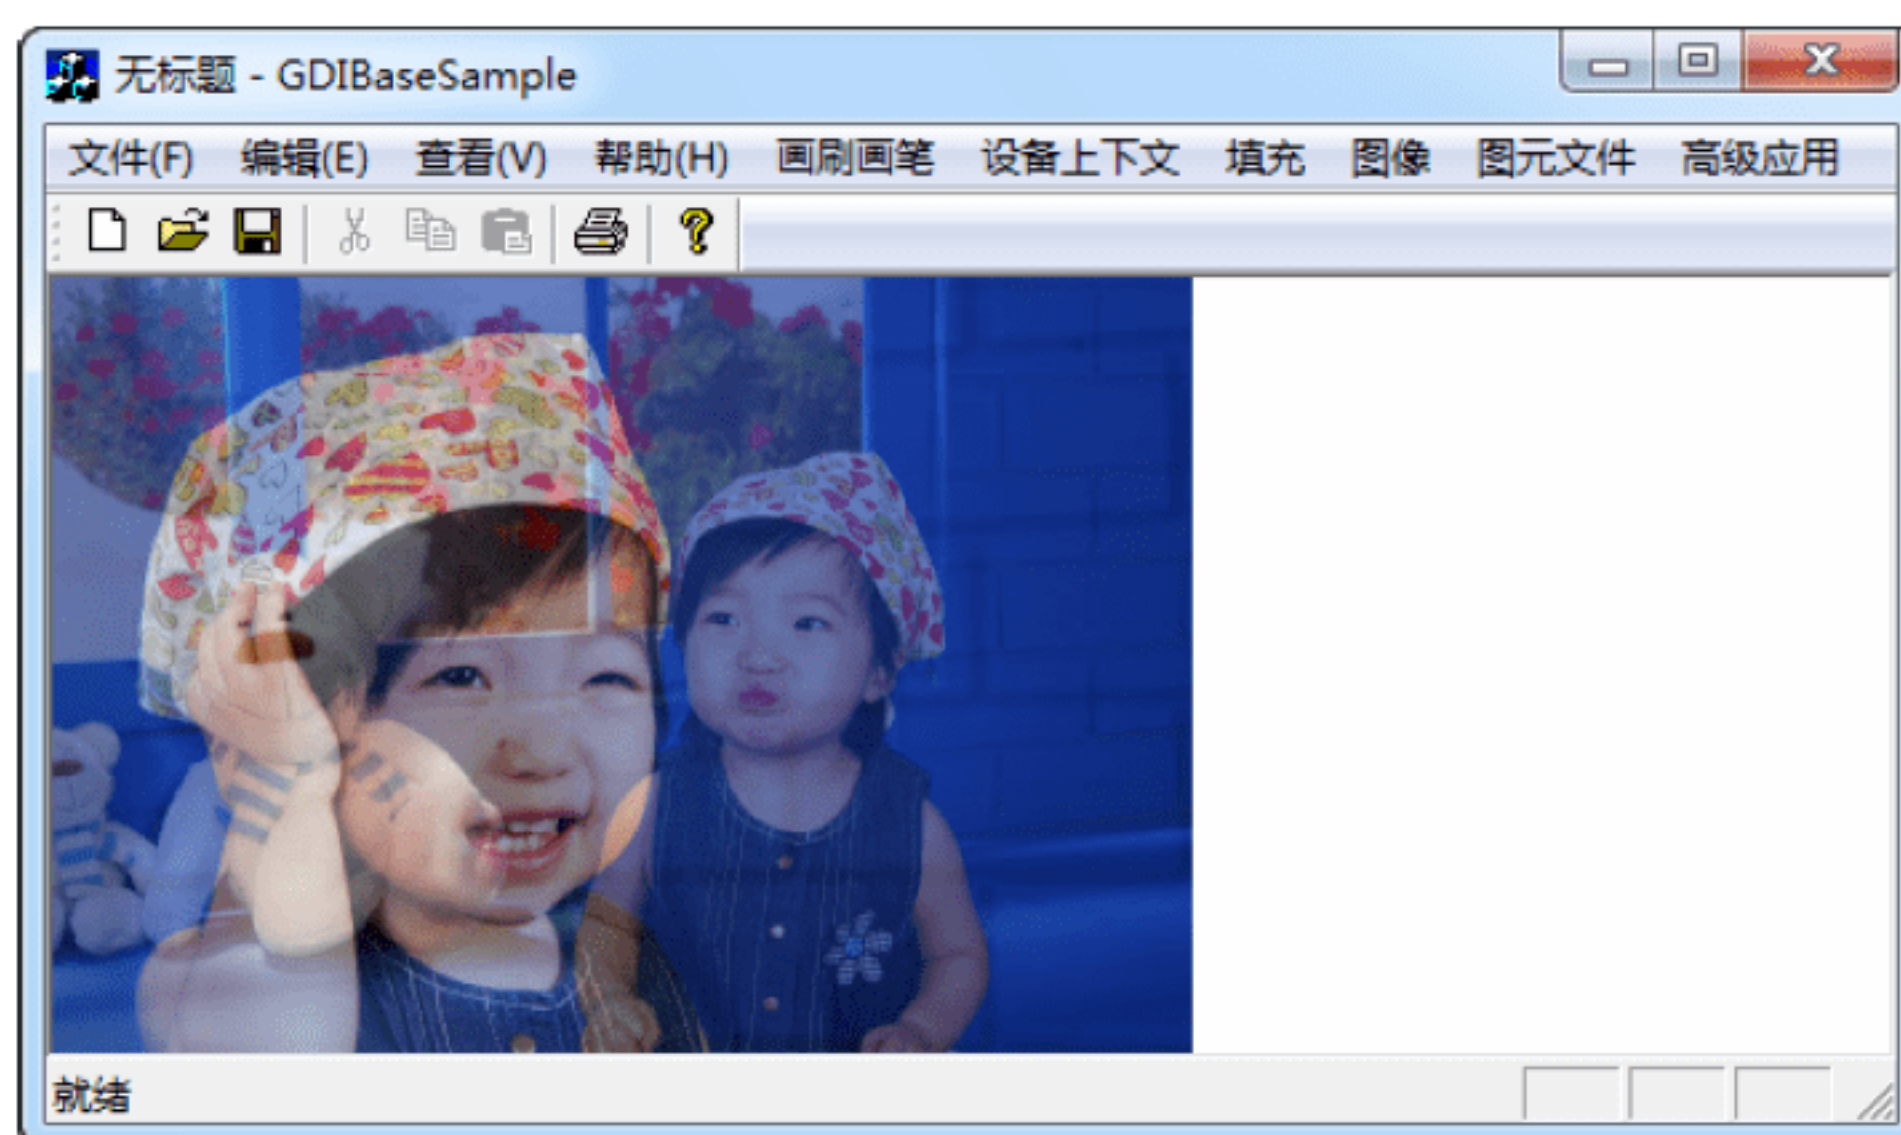 无标题 - GDIBaseSample
文件(F) 编辑(E) 查看(V) 帮助(H) 画刷画笔 设备上下文 填充 图像 图元文件 高级应用
就绪